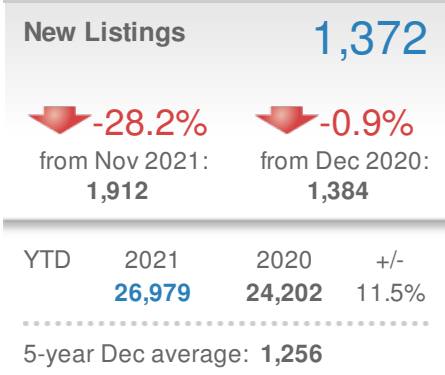 New Listings 1,372
-28.2% -0.9%
from Nov 2021: from Dec 2020:
1,912 1,384
YTD 2021 2020 +/-
26,979 24,202 11.5%
5-year Dec average: 1,256